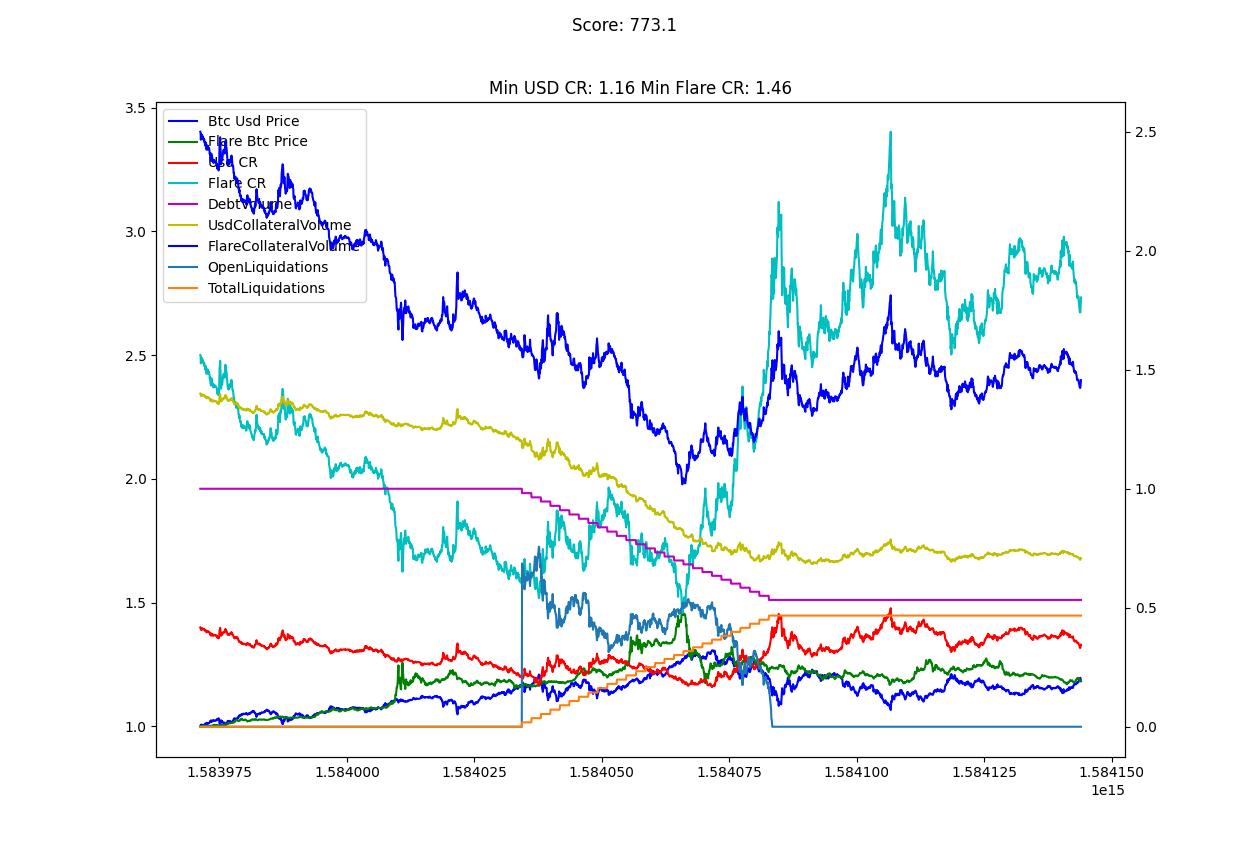 Score: 773.1
Min USD CR: 1.16 Min Flare CR: 1.46
Btc Usd Price
Flare Btc Price
Usd CR
Flare CR
DebtVolume
UsdCollateralVolume
FlareCollateralVolume
OpenLiquidations
TotalLiquidations
3.5
3.0
2.5
2.0
1.5
1.0
2.5
2.0
1.5
1.0
0.5
0.0
1.583975
1.584000
1.584025
1.584050
1.584075
1.584100
1.584125
1.584150
1e15